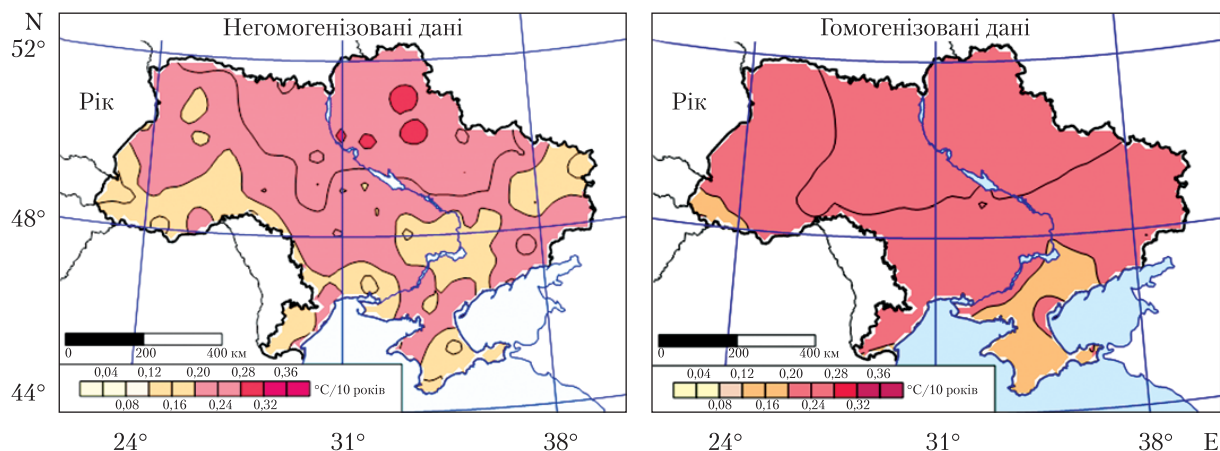 N
Негомогенізовані дані
Гомогенізовані дані
52°
Рік
Рік
48°
0 200 400 км
0 200 400 км
0,04 0,12 0,20 0,28 0,36
0,04 0,12 0,20 0,28 0,36
°C/10 років
°C/10 років
44°
0,08 0,16 0,24 0,32
0,08 0,16 0,24 0,32
24° 31° 38°
24° 31° 38° E